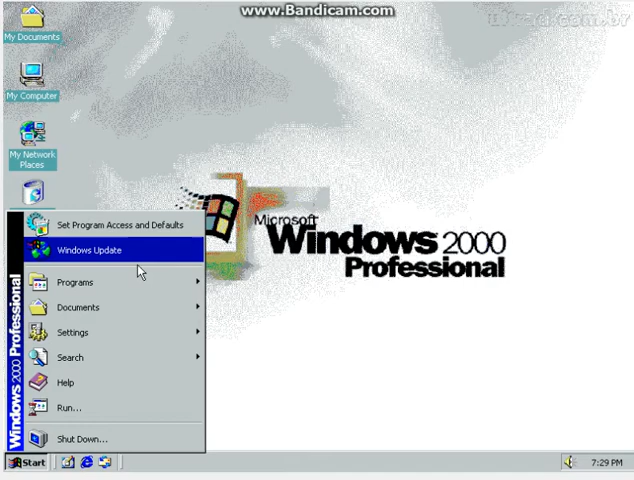 www.Bandicam.com
My Documents
My Computer
My Network
Places
Microsoft
Windows 2000
Professional
Set Program Access and Defaults
Windows Update
Programs
Documents
Settings
Search
Help
Run...
Shut Down...
Windows 2000 Professional
Start
7:29 PM